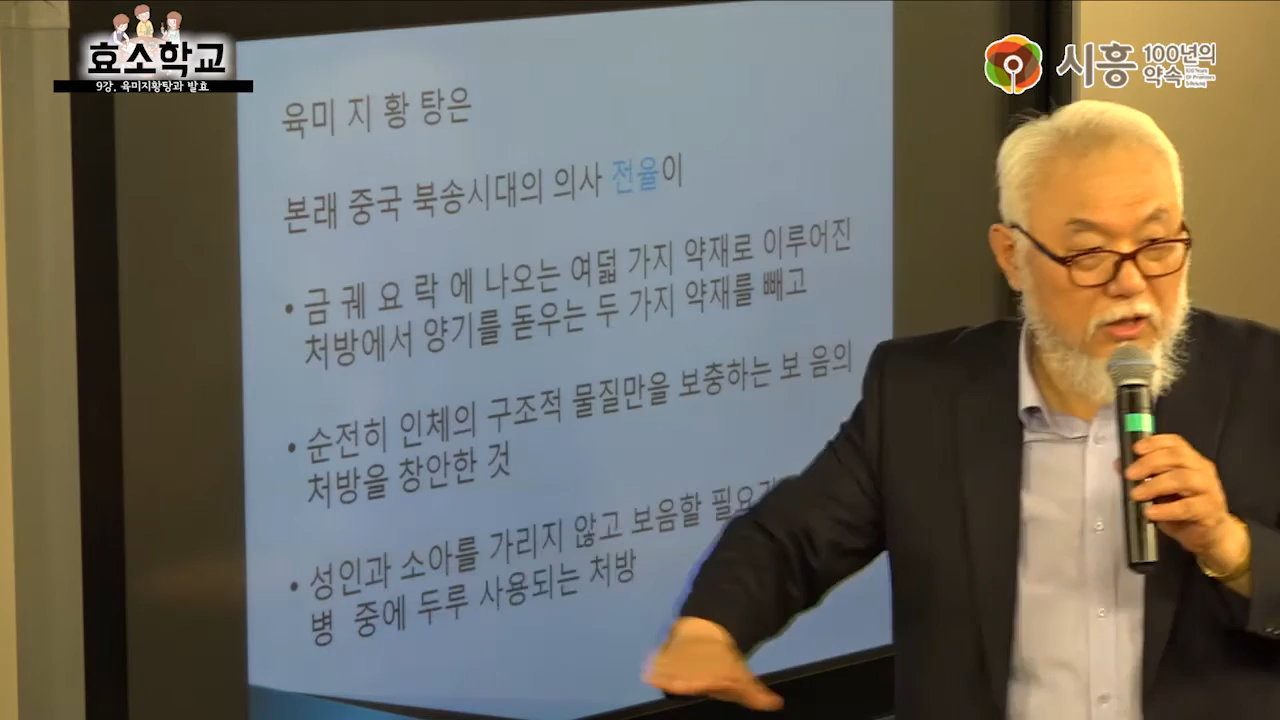 효소학교
9강. 육미지황탕과 발효
시흥 100년의 약속
육미 지 황 탕은
본래 중국 북송시대의 의사 전을이
• 금 궤 요 락 에 나오는 여덟 가지 약재로 이루어진
처방에서 양기를 돋우는 두 가지 약재를 빼고
• 순전히 인체의 구조적 물질만을 보충하는 보 음의
처방을 창안한 것
• 성인과 소아를 가리지 않고 보음할 필요가
병 중에 두루 사용되는 처방